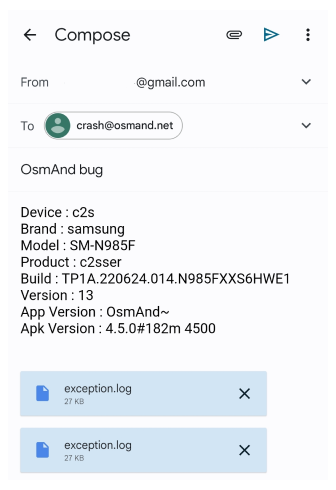 Compose
From @gmail.com
To crash@osmand.net
OsmAnd bug
Device : c2s
Brand : samsung
Model : SM-N985F
Product : c2sser
Build : TP1A.220624.014.N985FXXS6HWE1
Version : 13
App Version : OsmAnd~
Apk Version : 4.5.0#182m 4500
exception.log
27 KB
exception.log
27 KB